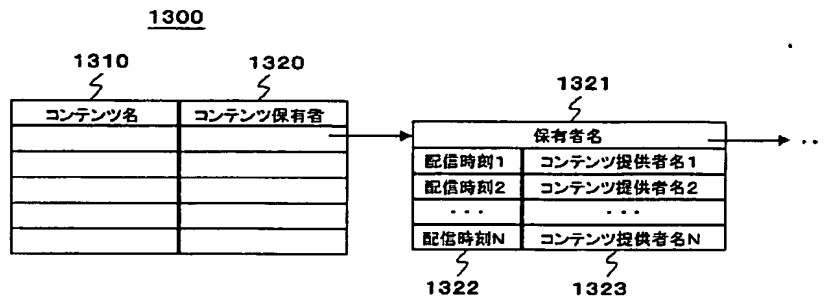 1300
1310 1320
1321
コンテンツ名 コンテンツ保有者
保有者名
配信時刻1 コンテンツ提供者名1
配信時刻2 コンテンツ提供者名2
・・・ ・・・
配信時刻N コンテンツ提供者名N
1322 1323